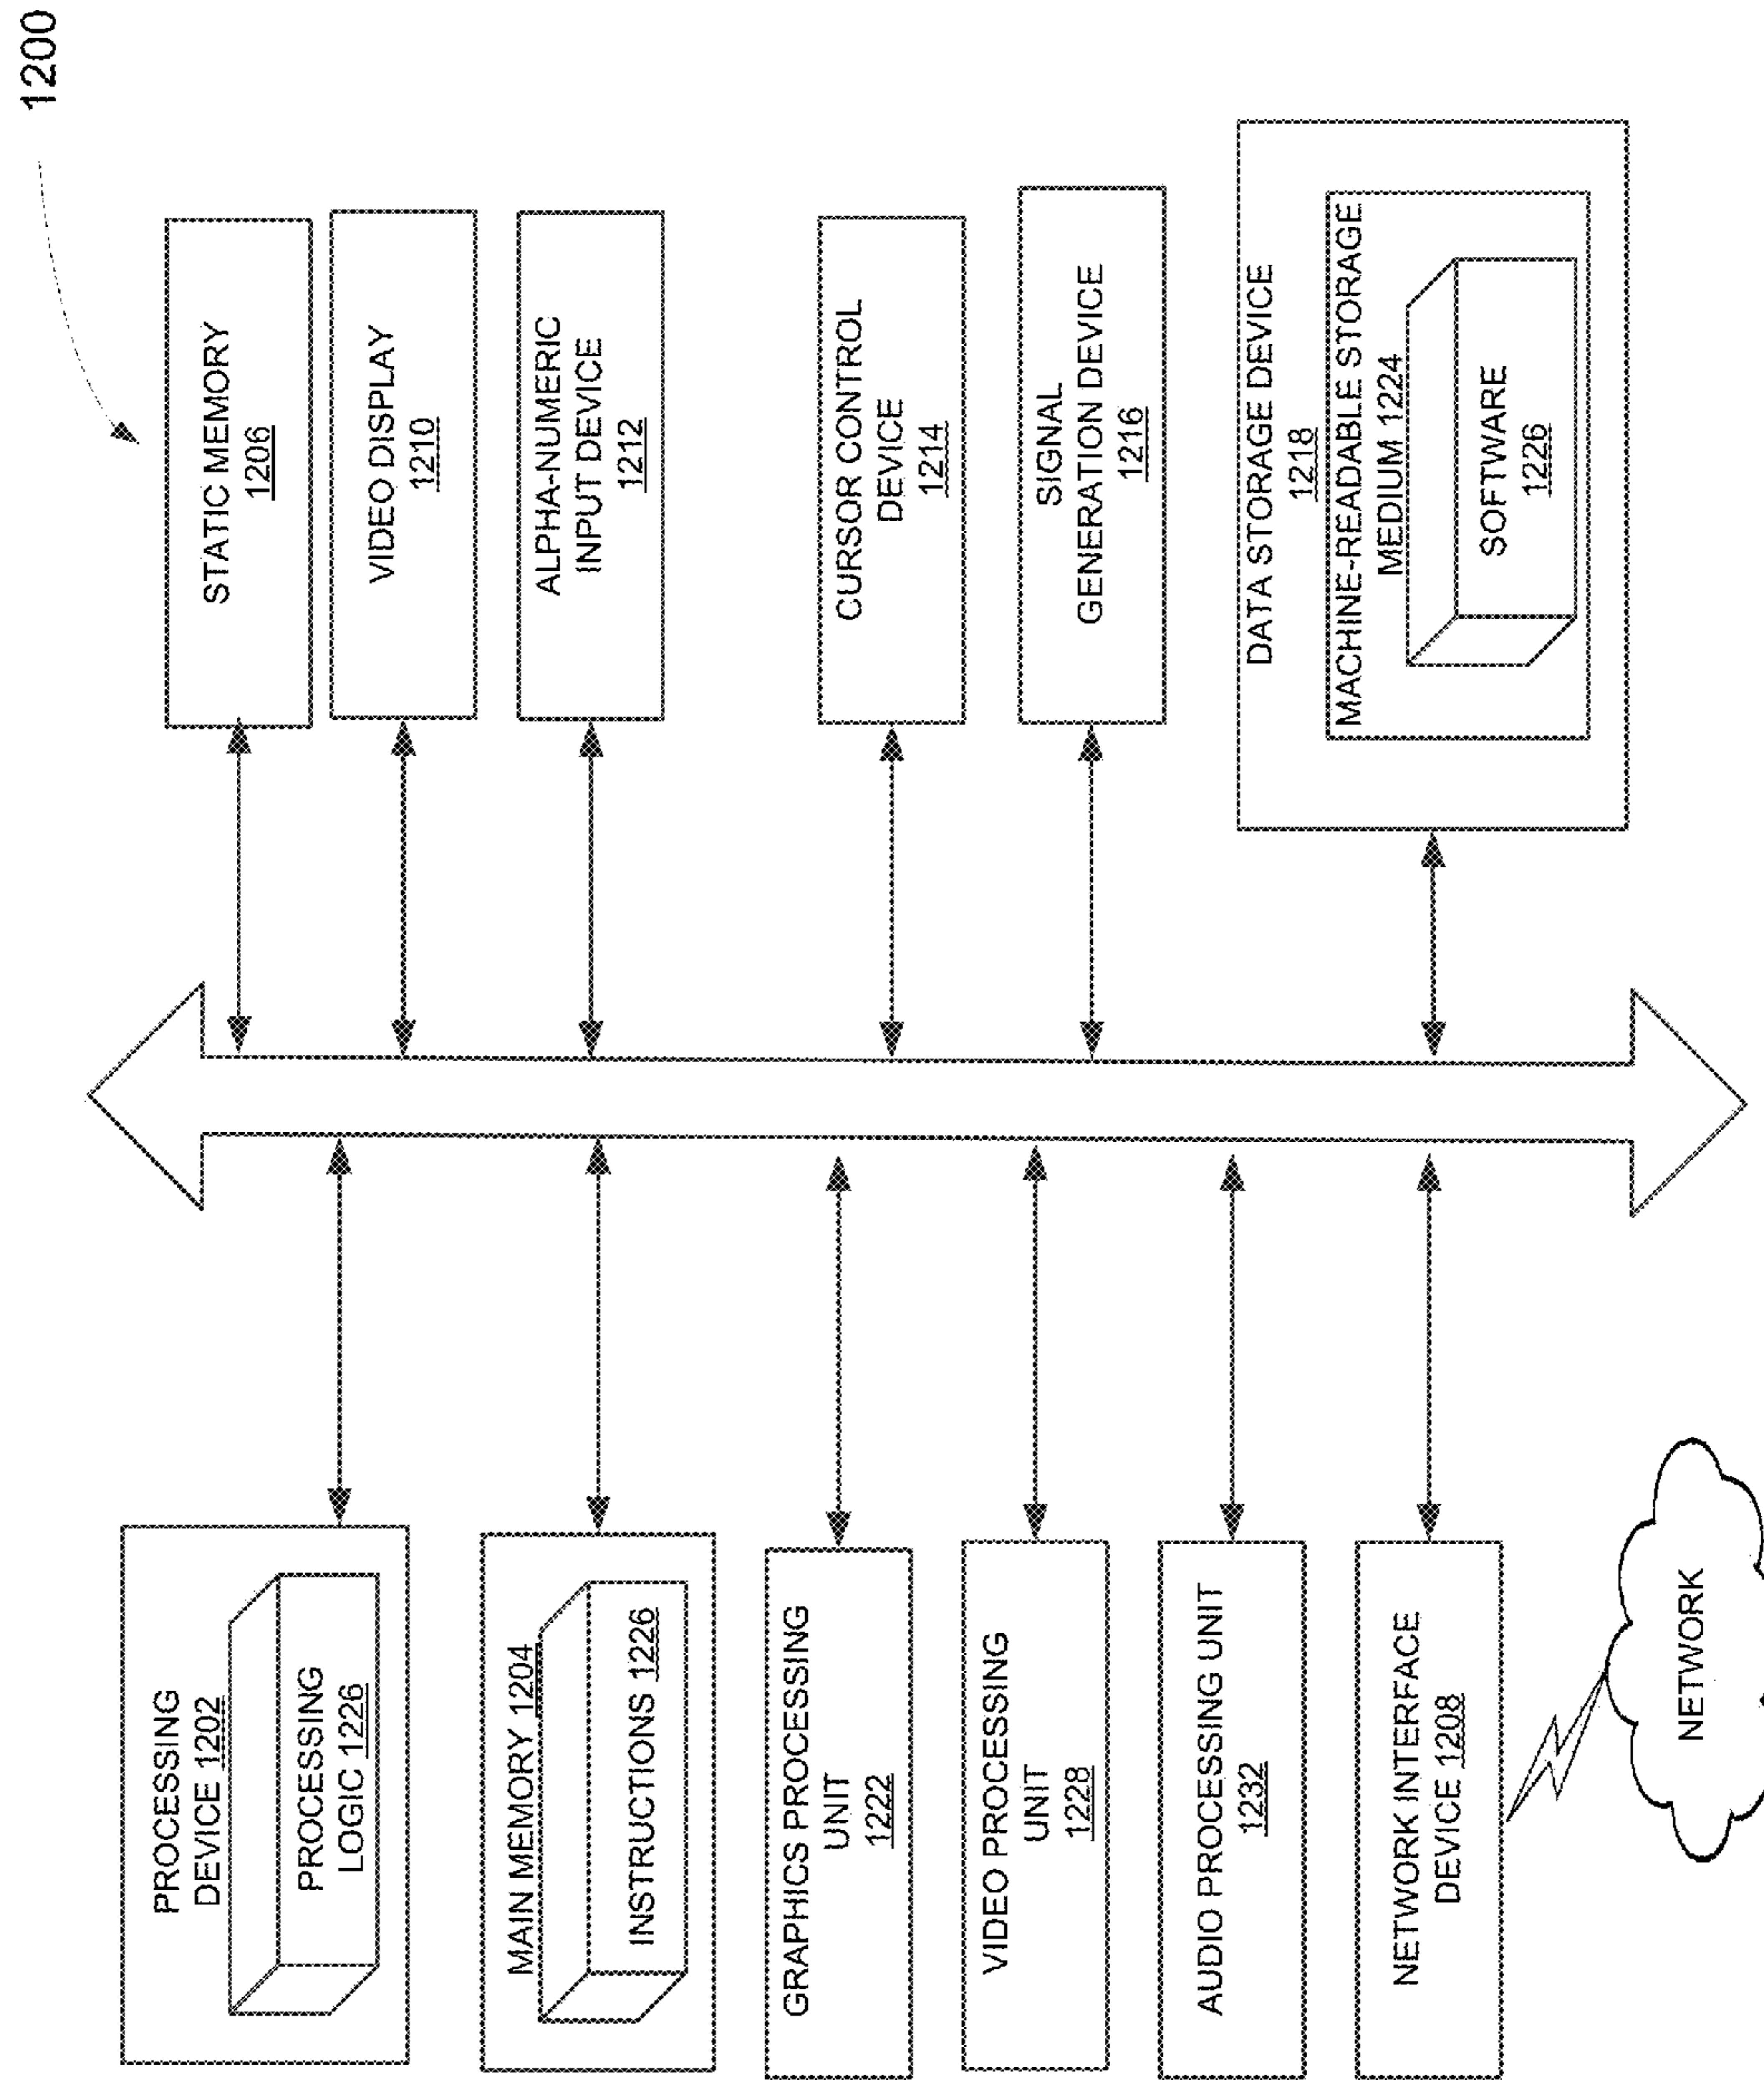 1200
PROCESSING
DEVICE 1202
PROCESSING
LOGIC 1226
MAIN MEMORY 1204
INSTRUCTIONS 1226
GRAPHICS PROCESSING
UNIT
1222
VIDEO PROCESSING
UNIT
1228
AUDIO PROCESSING UNIT
1232
NETWORK INTERFACE
DEVICE 1208
NETWORK
STATIC MEMORY
1206
VIDEO DISPLAY
1210
ALPHA-NUMERIC
INPUT DEVICE
1212
CURSOR CONTROL
DEVICE
1214
SIGNAL
GENERATION DEVICE
1216
DATA STORAGE DEVICE
1218
MACHINE-READABLE STORAGE
MEDIUM 1224
SOFTWARE
1226